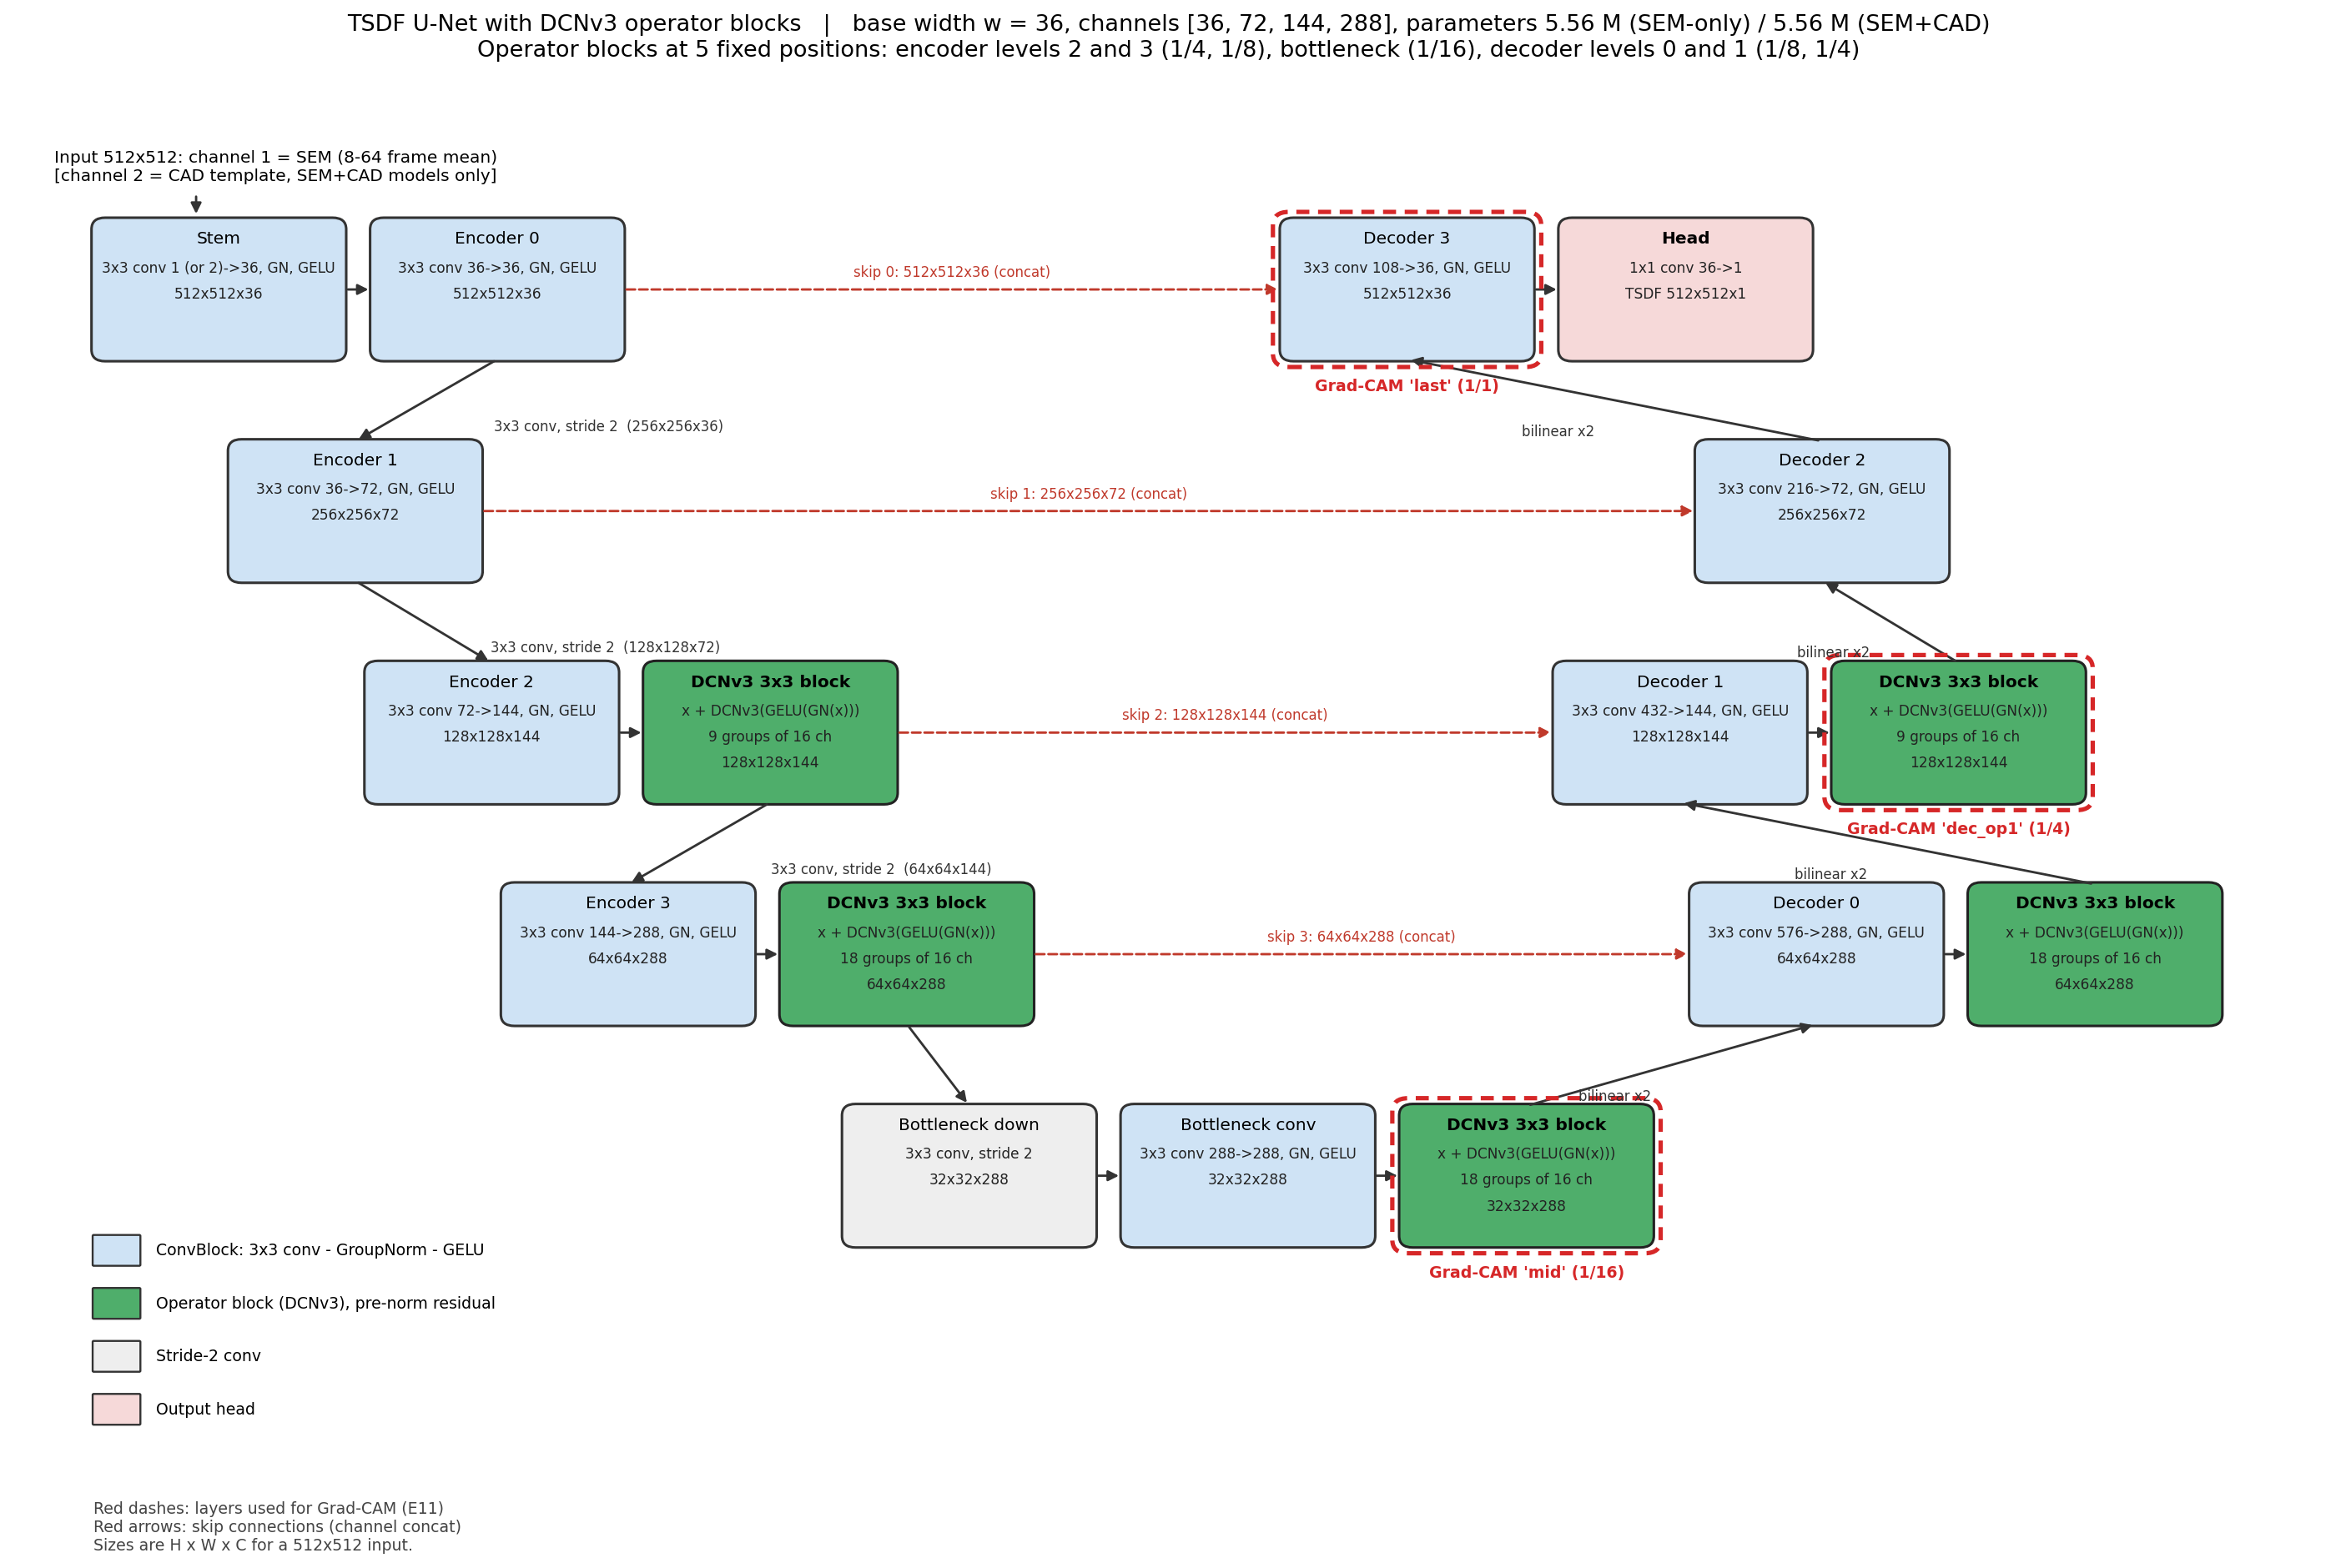 TSDF U-Net with DCNv3 operator blocks | base width w = 36, channels [36, 72, 144, 288], parameters 5.56 M (SEM-only) / 5.56 M (SEM+CAD)
Operator blocks at 5 fixed positions: encoder levels 2 and 3 (1/4, 1/8), bottleneck (1/16), decoder levels 0 and 1 (1/8, 1/4)
Input 512x512: channel 1 = SEM (8-64 frame mean)
[channel 2 = CAD template, SEM+CAD models only]
Stem
3x3 conv 1 (or 2)->36, GN, GELU
512x512x36
Encoder 0
3x3 conv 36->36, GN, GELU
512x512x36
skip 0: 512x512x36 (concat)
Decoder 3
3x3 conv 108->36, GN, GELU
512x512x36
Head
1x1 conv 36->1
TSDF 512x512x1
Grad-CAM 'last' (1/1)
3x3 conv, stride 2 (256x256x36)
bilinear x2
Encoder 1
3x3 conv 36->72, GN, GELU
256x256x72
skip 1: 256x256x72 (concat)
Decoder 2
3x3 conv 216->72, GN, GELU
256x256x72
3x3 conv, stride 2 (128x128x72)
bilinear x2
Encoder 2
3x3 conv 72->144, GN, GELU
128x128x144
DCNv3 3x3 block
x + DCNv3(GELU(GN(x)))
9 groups of 16 ch
128x128x144
skip 2: 128x128x144 (concat)
Decoder 1
3x3 conv 432->144, GN, GELU
128x128x144
DCNv3 3x3 block
x + DCNv3(GELU(GN(x)))
9 groups of 16 ch
128x128x144
Grad-CAM 'dec_op1' (1/4)
3x3 conv, stride 2 (64x64x144)
bilinear x2
Encoder 3
3x3 conv 144->288, GN, GELU
64x64x288
DCNv3 3x3 block
x + DCNv3(GELU(GN(x)))
18 groups of 16 ch
64x64x288
skip 3: 64x64x288 (concat)
Decoder 0
3x3 conv 576->288, GN, GELU
64x64x288
DCNv3 3x3 block
x + DCNv3(GELU(GN(x)))
18 groups of 16 ch
64x64x288
bilinear x2
Bottleneck down
3x3 conv, stride 2
32x32x288
Bottleneck conv
3x3 conv 288->288, GN, GELU
32x32x288
DCNv3 3x3 block
x + DCNv3(GELU(GN(x)))
18 groups of 16 ch
32x32x288
Grad-CAM 'mid' (1/16)
ConvBlock: 3x3 conv - GroupNorm - GELU
Operator block (DCNv3), pre-norm residual
Stride-2 conv
Output head
Red dashes: layers used for Grad-CAM (E11)
Red arrows: skip connections (channel concat)
Sizes are H x W x C for a 512x512 input.